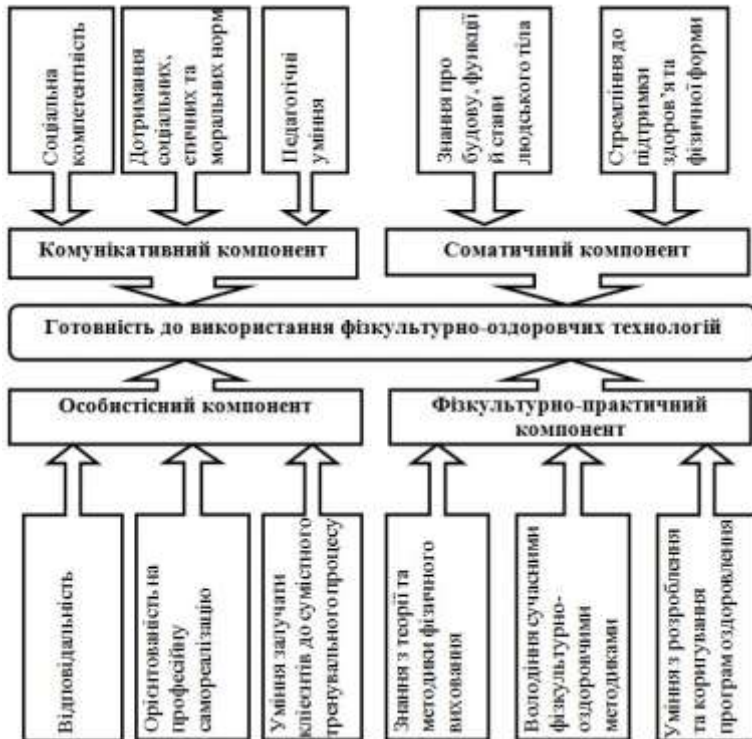 Соціальна
компетентність
Дотримання
соціальних,
етичних та
моральних норм
Педагогічні
уміння
Знання про
будову, функції
й стани
людського тіла
Стремління до
підтримки
здоров’я та
фізичної форми
Комунікативний компонент
Соматичний компонент
Готовність до використання фізкультурно-оздоровчих технологій
Особистісний компонент
Фізкультурно-практичний
компонент
Відповідальність
Орієнтованість на
професійну
самореалізацію
Уміння залучати
клієнтів до сумістного
тренувального процесу
Знання з теорії та
методики фізичного
виховання
Володіння сучасними
фізкультурно-
оздоровчими
методиками
Уміння з розроблення
та коригування
програм оздоровлення